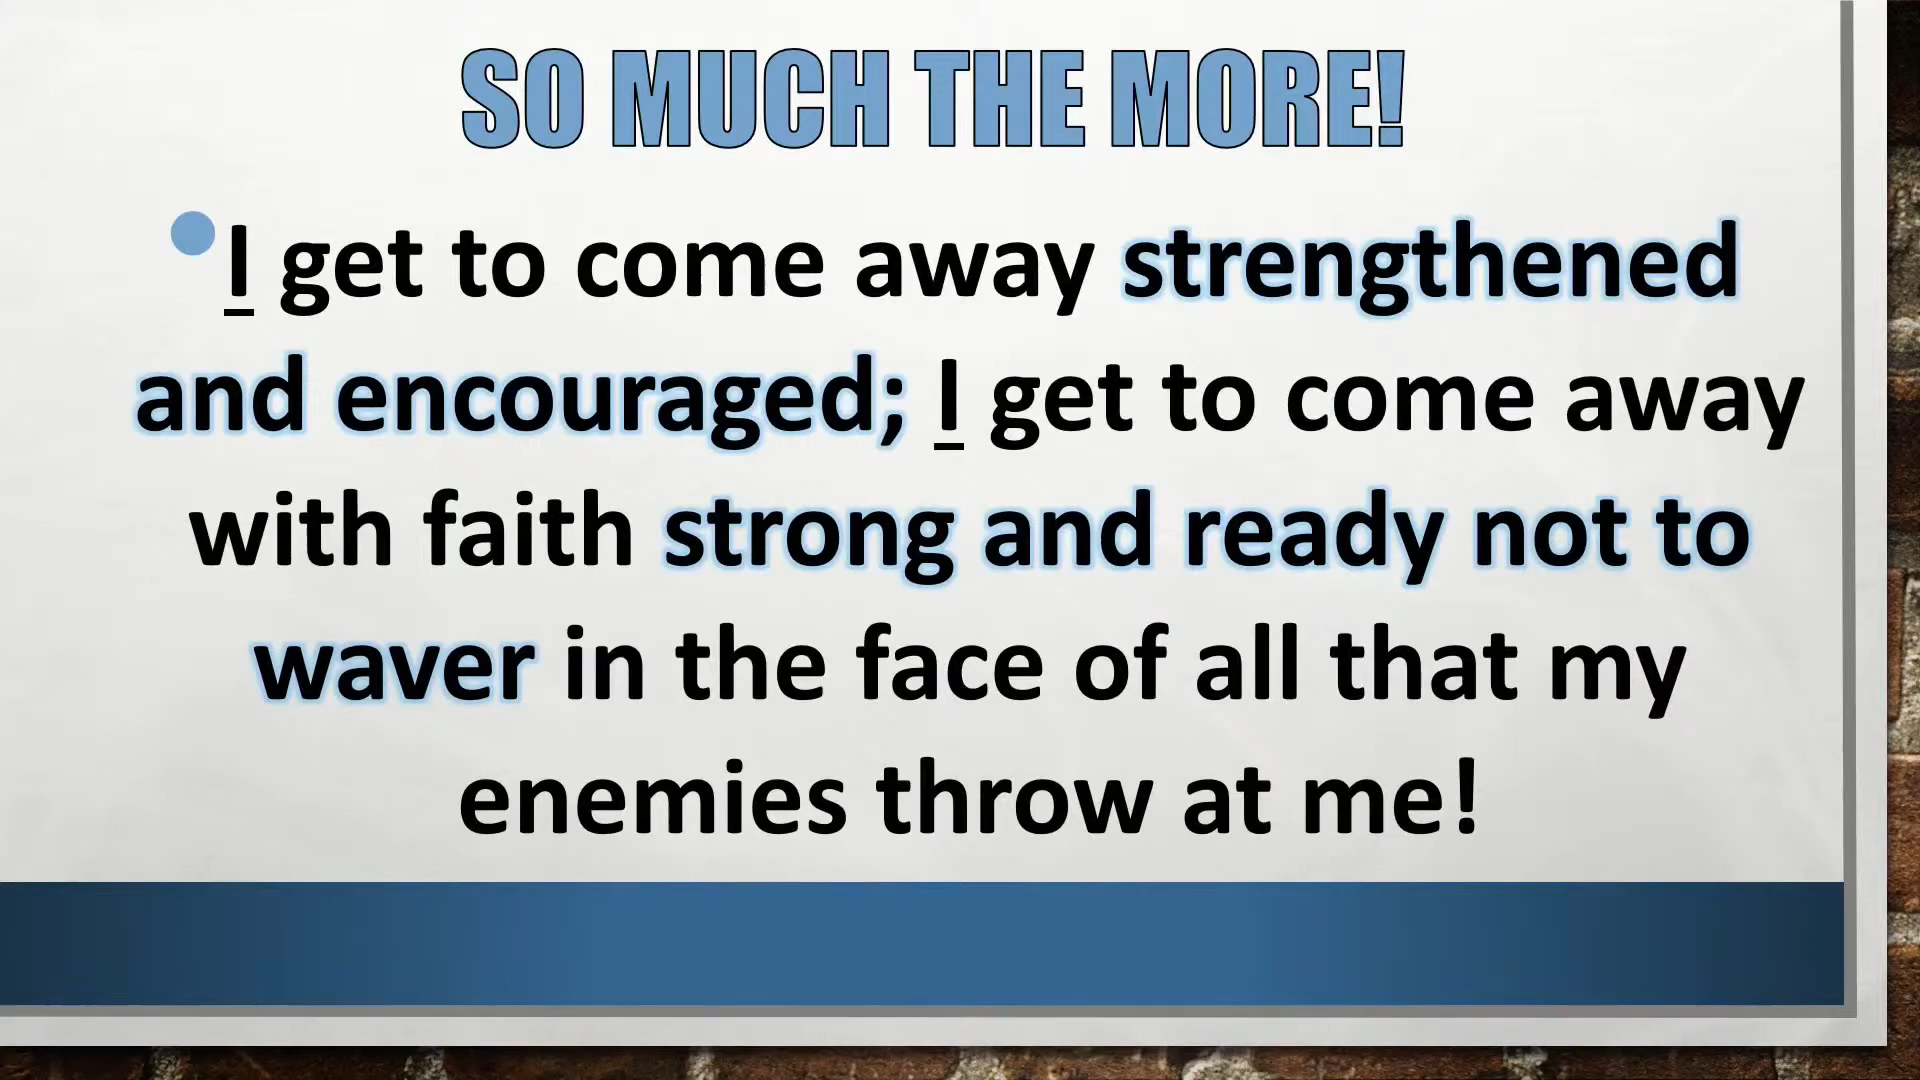 SO MUCH THE MORE!
• I get to come away strengthened
and encouraged; I get to come away
with faith strong and ready not to
waver in the face of all that my
enemies throw at me!